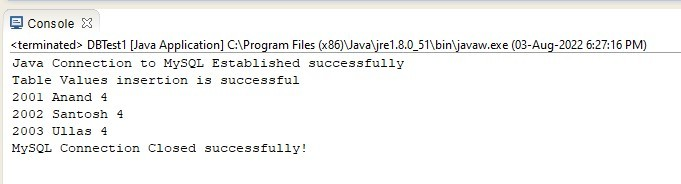 Console
<terminated> DBTest1 [Java Application] C:\Program Files (x86)\Java\jre1.8.0_51\bin\javaw.exe (03-Aug-2022 6:27:16 PM)
Java Connection to MySQL Established successfully
Table Values insertion is successful
2001 Anand 4
2002 Santosh 4
2003 Ullas 4
MySQL Connection Closed successfully!